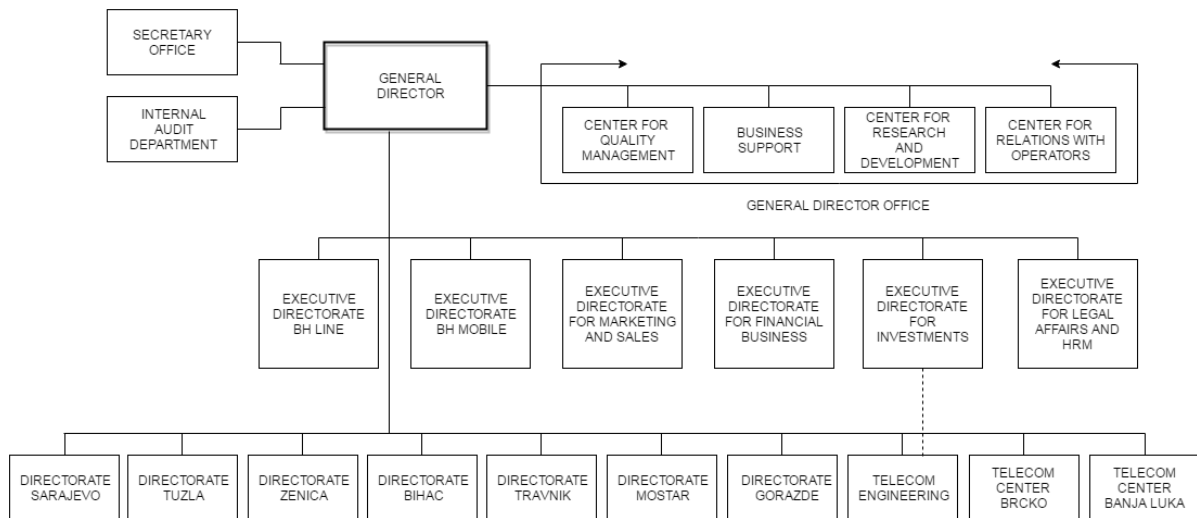 SECRETARY
OFFICE
GENERAL
DIRECTOR
INTERNAL
AUDIT
DEPARTMENT
CENTER FOR
QUALITY
MANAGEMENT
BUSINESS
SUPPORT
CENTER FOR
RESEARCH
AND
DEVELOPMENT
CENTER FOR
RELATIONS WITH
OPERATORS
GENERAL DIRECTOR OFFICE
EXECUTIVE
DIRECTORATE
BH LINE
EXECUTIVE
DIRECTORATE
BH MOBILE
EXECUTIVE
DIRECTORATE
FOR MARKETING
AND SALES
EXECUTIVE
DIRECTORATE
FOR FINANCIAL
BUSINESS
EXECUTIVE
DIRECTORATE
FOR
INVESTMENTS
EXECUTIVE
DIRECTORATE
FOR LEGAL
AFFAIRS AND
HRM
DIRECTORATE
SARAJEVO
DIRECTORATE
TUZLA
DIRECTORATE
ZENICA
DIRECTORATE
BIHAC
DIRECTORATE
TRAVNIK
DIRECTORATE
MOSTAR
DIRECTORATE
GORAZDE
TELECOM
ENGINEERING
TELECOM
CENTER
BRCKO
TELECOM
CENTER
BANJA LUKA